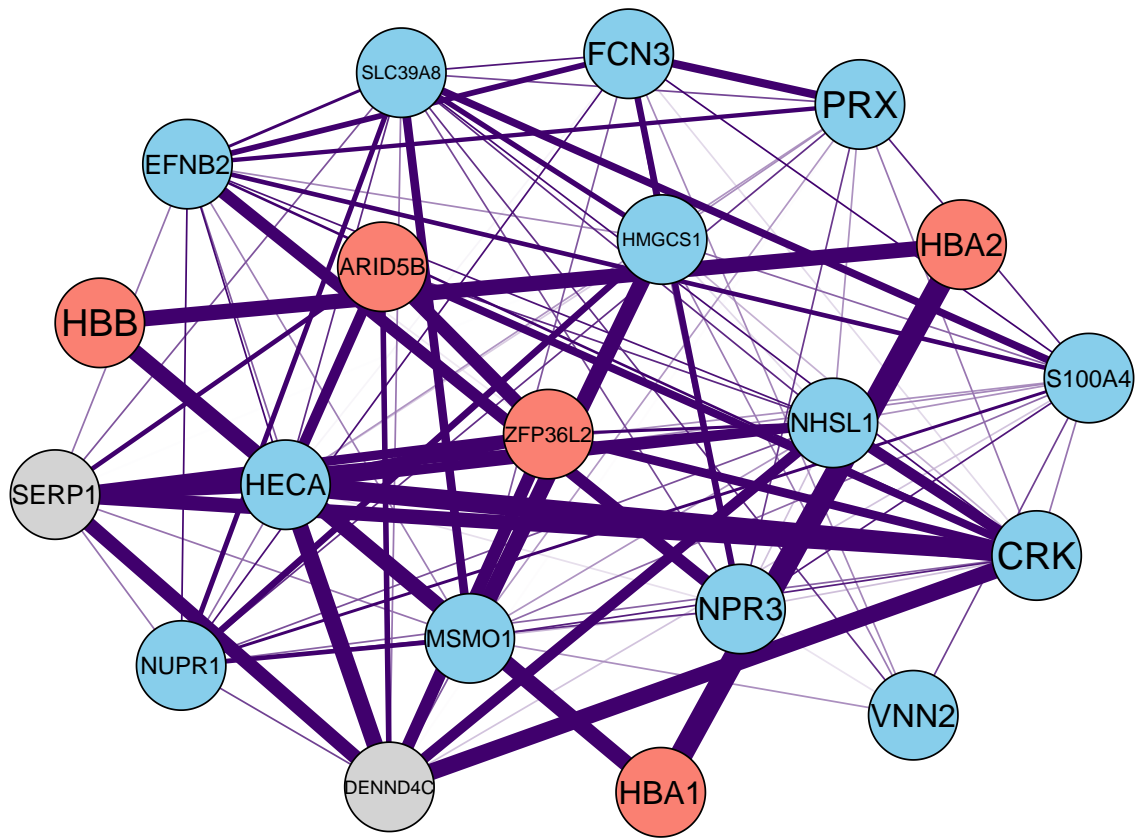 FCN3
SLC39A8
PRX
EFNB2
HMGCS1
HBA2
ARID5B
HBB
S100A4
NHSL1
ZFP36L2
HECA
SERP1
CRK
NPR3
MSMO1
NUPR1
VNN2
DENND4C
HBA1